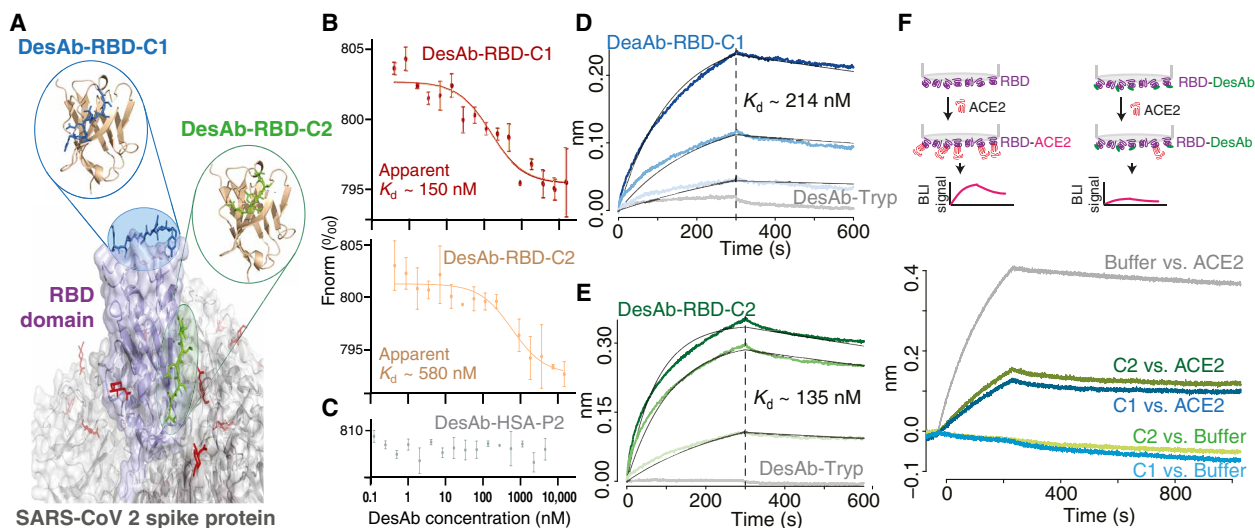 A
DesAb-RBD-C1
DesAb-RBD-C2
RBD
domain
SARS-CoV 2 spike protein
B
805
800
795
DesAb-RBD-C1
Apparent
Kd ~ 150 nM
Fnorm (0/00)
805
800
795
DesAb-RBD-C2
Apparent
Kd ~ 580 nM
C
810
DesAb-HSA-P2
0.1 1 10 100 1000 10,000
DesAb concentration (nM)
D
DeaAb-RBD-C1
0.20
0.10
0.00
nm
Kd ~ 214 nM
DesAb-Tryp
0 200 400 600
Time (s)
E
DesAb-RBD-C2
0.30
0.15
0.00
nm
Kd ~ 135 nM
DesAb-Tryp
0 200 400 600
Time (s)
F
RBD
ACE2
RBD-ACE2
BLI
signal
RBD-DesAb
ACE2
RBD-DesAb
BLI
signal
Buffer vs. ACE2
0.4
0.2
0.0
-0.1
nm
C2 vs. ACE2
C1 vs. ACE2
C2 vs. Buffer
C1 vs. Buffer
0 400 800
Time (s)